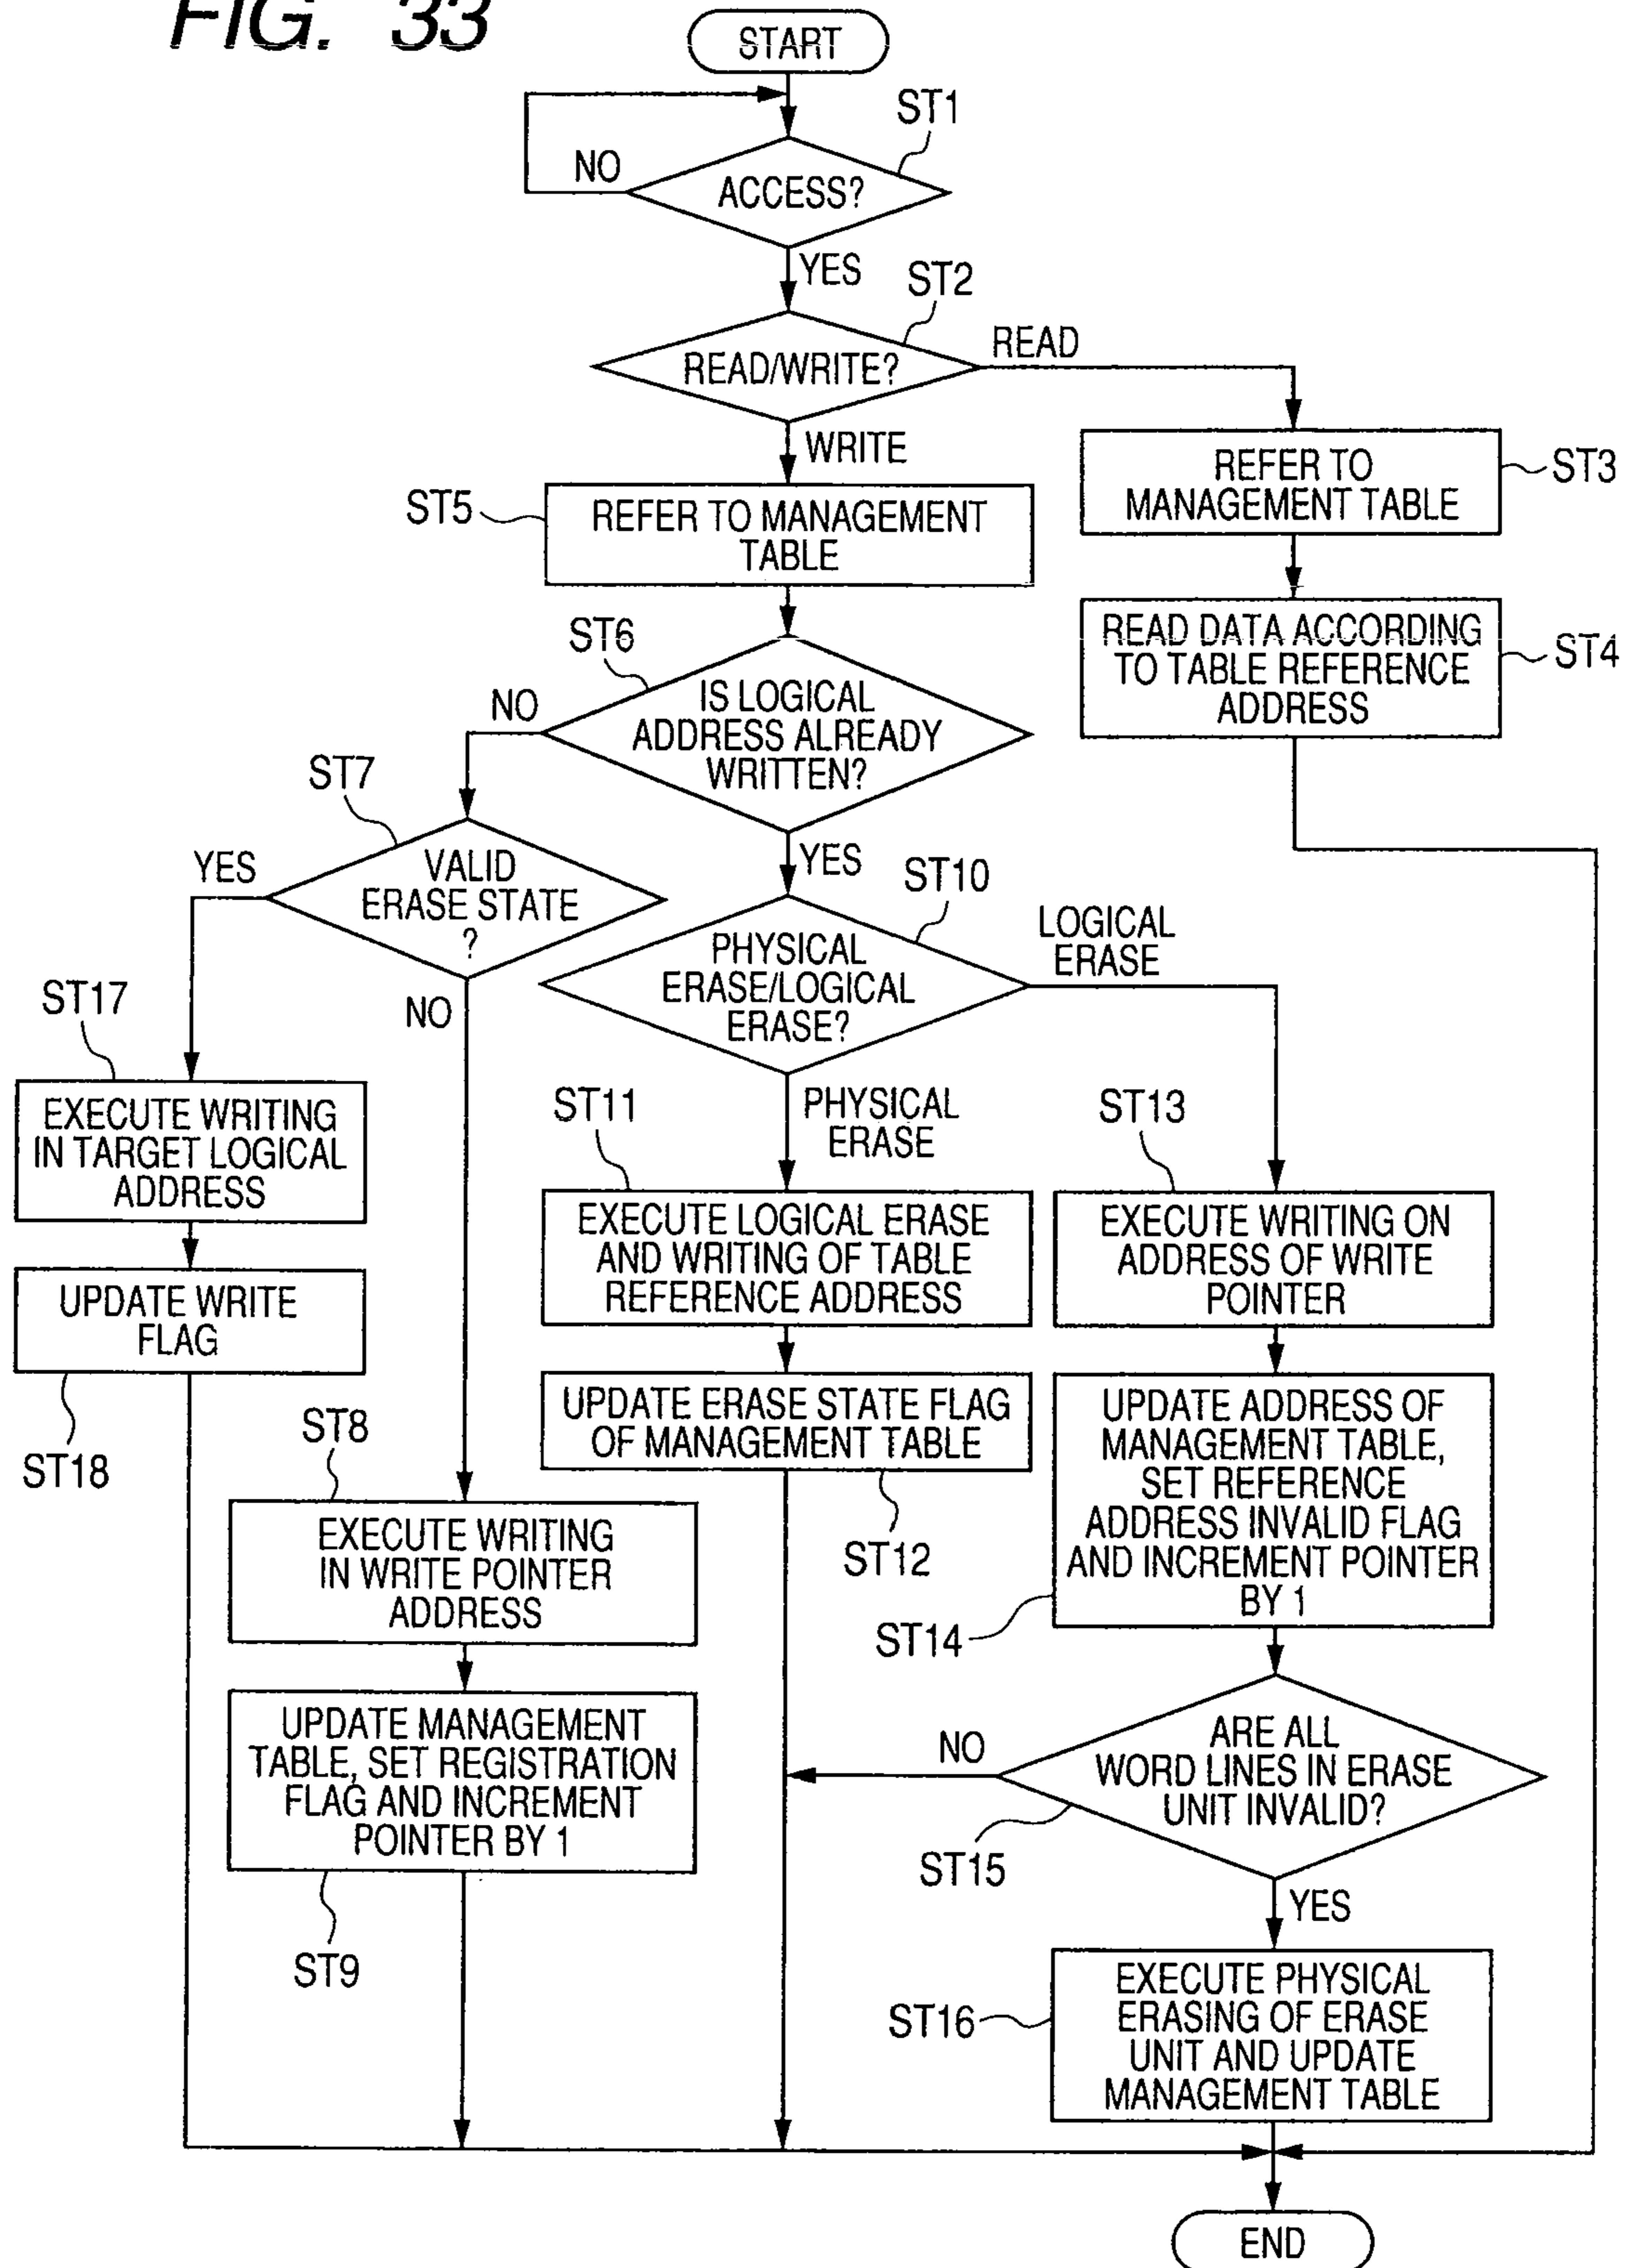 FIG. 33
START
ST1
NO
ACCESS?
YES
ST2
READ
READ/WRITE?
WRITE
ST3
REFER TO
MANAGEMENT TABLE
ST5
REFER TO MANAGEMENT
TABLE
ST4
READ DATA ACCORDING
TO TABLE REFERENCE
ADDRESS
ST6
NO
IS LOGICAL
ADDRESS ALREADY
WRITTEN?
YES
ST7
YES
VALID
ERASE STATE
?
NO
ST10
LOGICAL
ERASE
PHYSICAL
ERASE/LOGICAL
ERASE?
PHYSICAL
ERASE
ST17
EXECUTE WRITING
IN TARGET LOGICAL
ADDRESS
UPDATE WRITE
FLAG
ST18
ST11
EXECUTE LOGICAL ERASE
AND WRITING OF TABLE
REFERENCE ADDRESS
UPDATE ERASE STATE FLAG
OF MANAGEMENT TABLE
ST12
ST13
EXECUTE WRITING ON
ADDRESS OF WRITE
POINTER
UPDATE ADDRESS OF
MANAGEMENT TABLE,
SET REFERENCE
ADDRESS INVALID FLAG
AND INCREMENT POINTER
BY 1
ST14
ST8
EXECUTE WRITING
IN WRITE POINTER
ADDRESS
UPDATE MANAGEMENT
TABLE, SET REGISTRATION
FLAG AND INCREMENT
POINTER BY 1
ST9
NO
ARE ALL
WORD LINES IN ERASE
UNIT INVALID?
ST15
YES
ST16
EXECUTE PHYSICAL
ERASING OF ERASE
UNIT AND UPDATE
MANAGEMENT TABLE
END